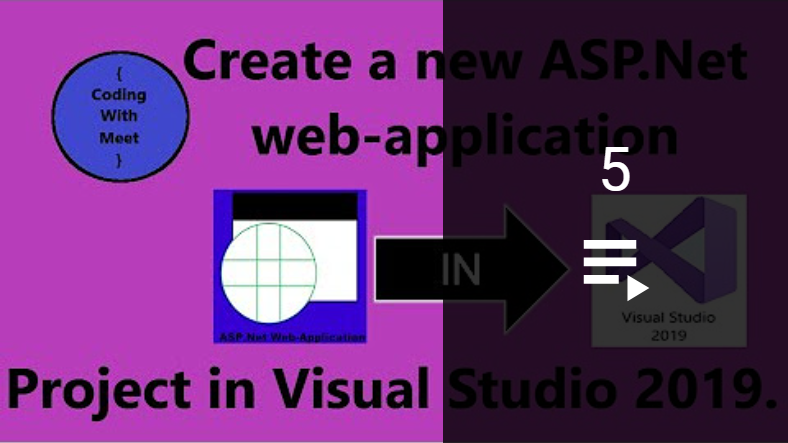 Create a new ASP.Net
{
Coding
With
Meet
}
web-application
5
IN
ASP.Net Web-Application
Visual Studio
2019
Project in Visual Studio 2019.